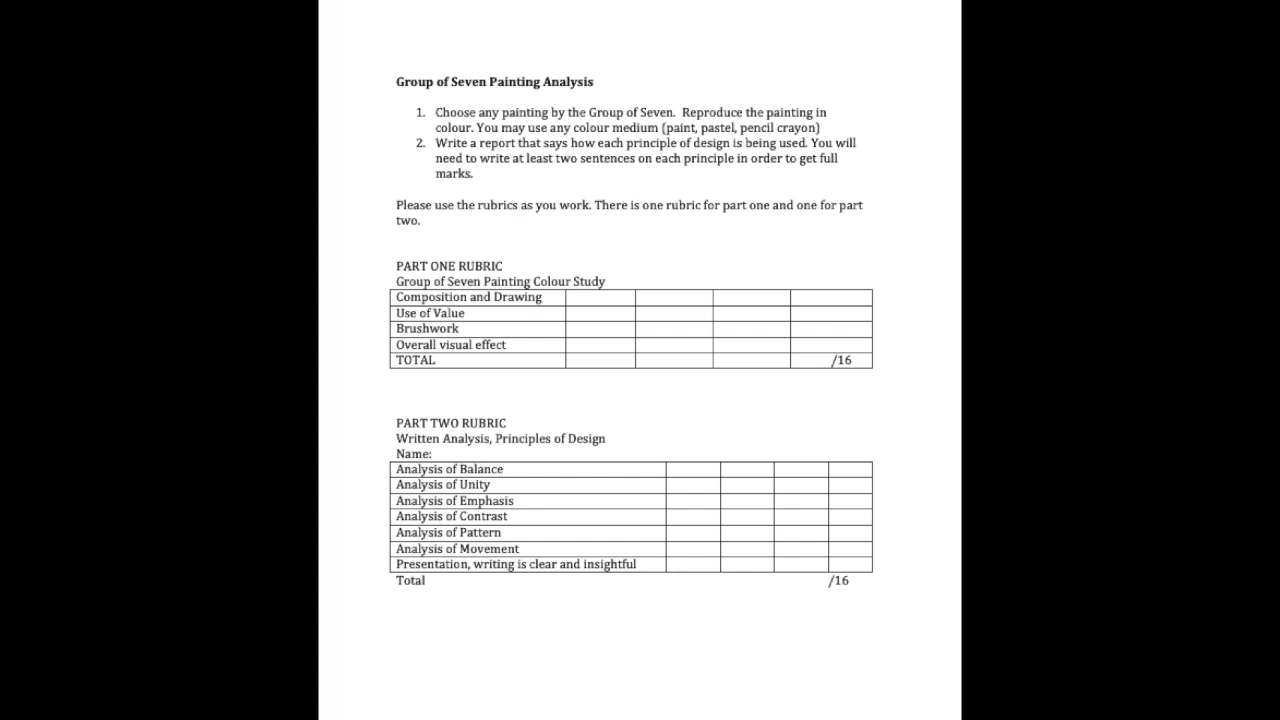 Group of Seven Painting Analysis
1. Choose any painting by the Group of Seven. Reproduce the painting in
colour. You may use any colour medium (paint, pastel, pencil crayon)
2. Write a report that says how each principle of design is being used. You will
need to write at least two sentences on each principle in order to get full
marks.
Please use the rubrics as you work. There is one rubric for part one and one for part
two.
PART ONE RUBRIC
Group of Seven Painting Colour Study
Composition and Drawing
Use of Value
Brushwork
Overall visual effect
TOTAL /16
PART TWO RUBRIC
Written Analysis, Principles of Design
Name:
Analysis of Balance
Analysis of Unity
Analysis of Emphasis
Analysis of Contrast
Analysis of Pattern
Analysis of Movement
Presentation, writing is clear and insightful
Total /16